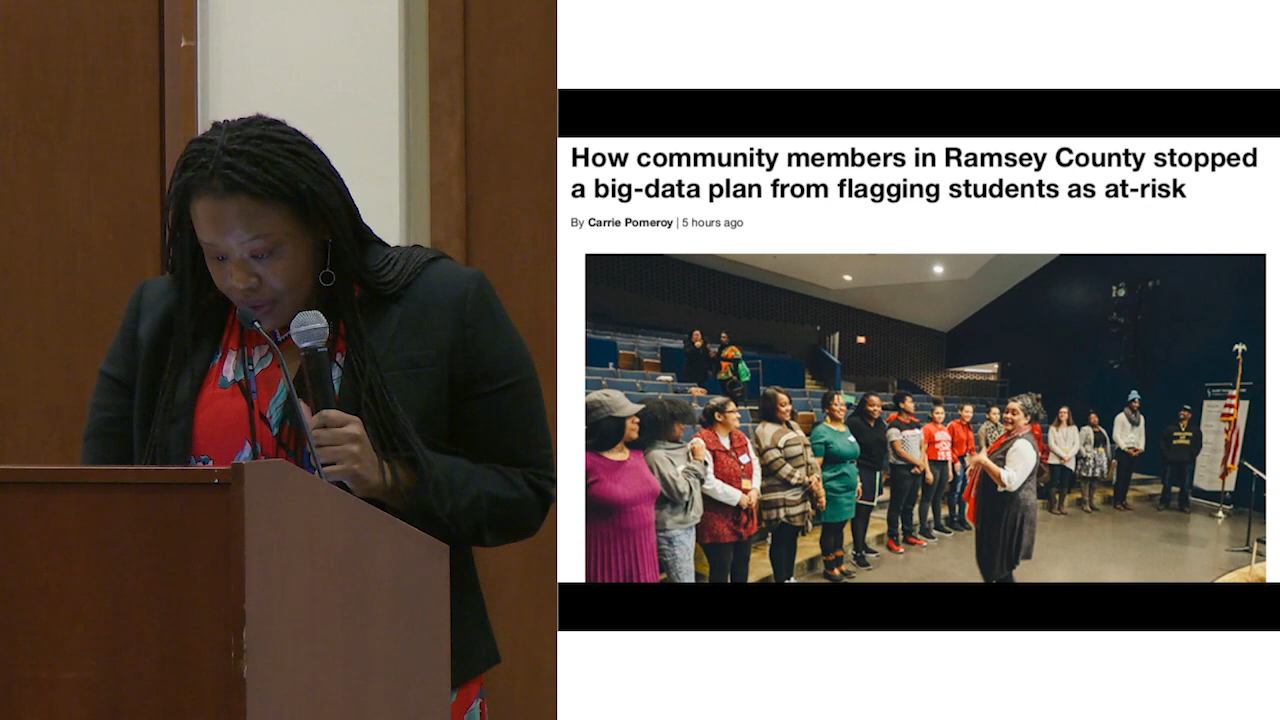 How community members in Ramsey County stopped
a big-data plan from flagging students as at-risk
By Carrie Pomeroy | 5 hours ago